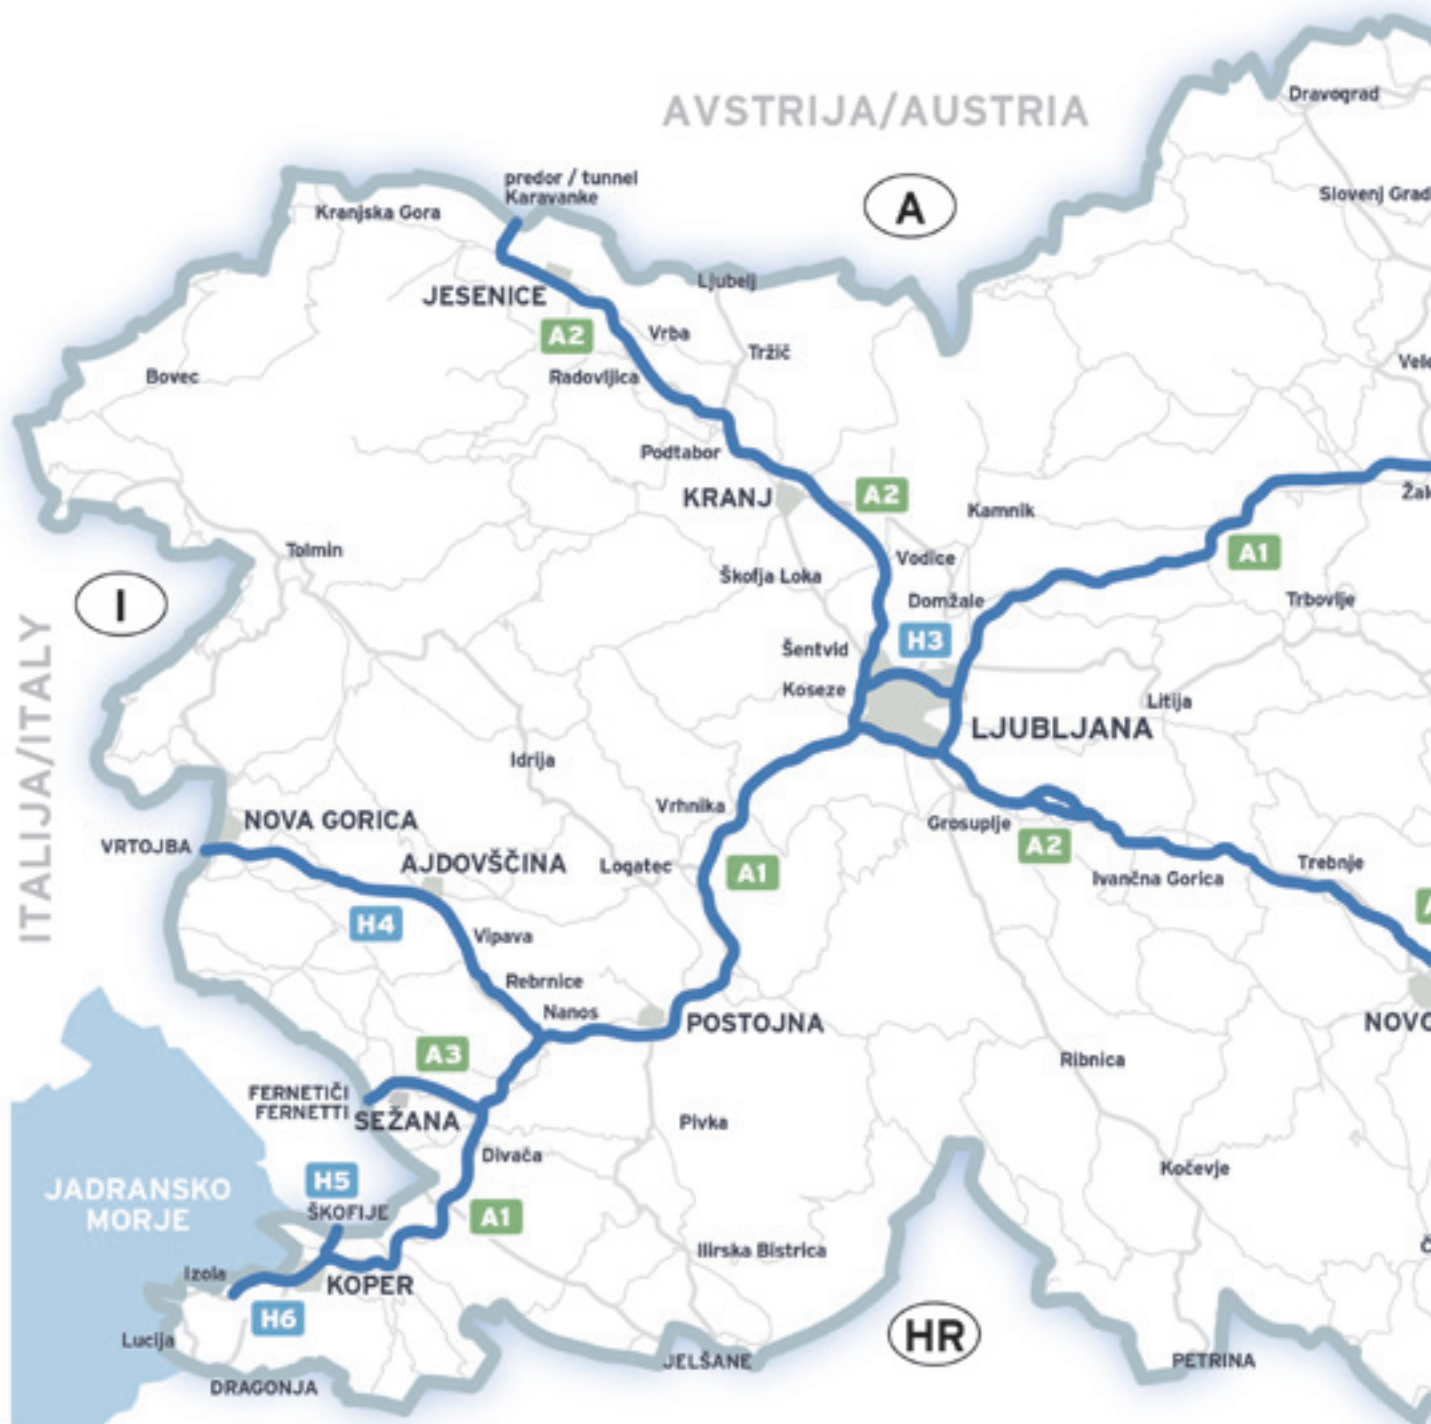 Dravograd
AVSTRIJA/AUSTRIA
predor / tunnel
Karavanke
A
Kranjska Gora
Ljubelj
JESENICE
A2
Vrba
Tržič
Bovec
Radovljica
Podtabor
KRANJ
A2
Kamnik
Tolmin
Vodice
A1
Škofja Loka
I
Domžale
Trbovlje
H3
Šentvid
Koseze
Litija
LJUBLJANA
ITALIJA/ITALY
Idrija
Vrhnika
NOVA GORICA
Grosuplje
VRTOJBA
A2
AJDOVŠČINA
Logatec
A1
Trebnje
Ivančna Gorica
H4
Vipava
Rebrnice
Nanos
POSTOJNA
A3
Ribnica
FERNETIČI
FERNETTI
SEŽANA
Pivka
Divača
Kočevje
H5
JADRANSKO
MORJE
ŠKOFIJE
A1
Ilirska Bistrica
Izola
KOPER
H6
HR
Lucija
JELŠANE
PETRINA
DRAGONJA